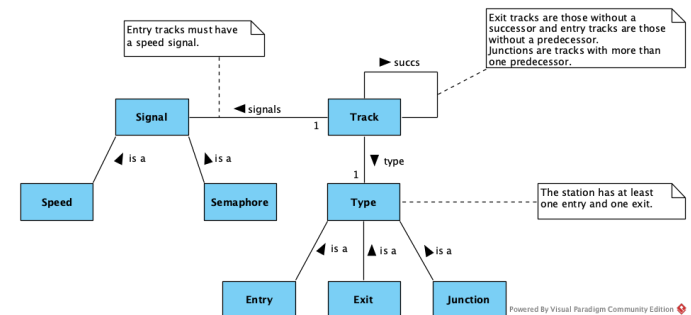 Entry tracks must have
a speed signal.
Exit tracks are those without a
successor and entry tracks are those
without a predecessor.
Junctions are tracks with more than
one predecessor.
succs
Signal
signals
1
Track
is a
is a
type
1
Speed
Semaphore
Type
The station has at least
one entry and one exit.
is a
is a
is a
Entry
Exit
Junction
Powered By Visual Paradigm Community Edition